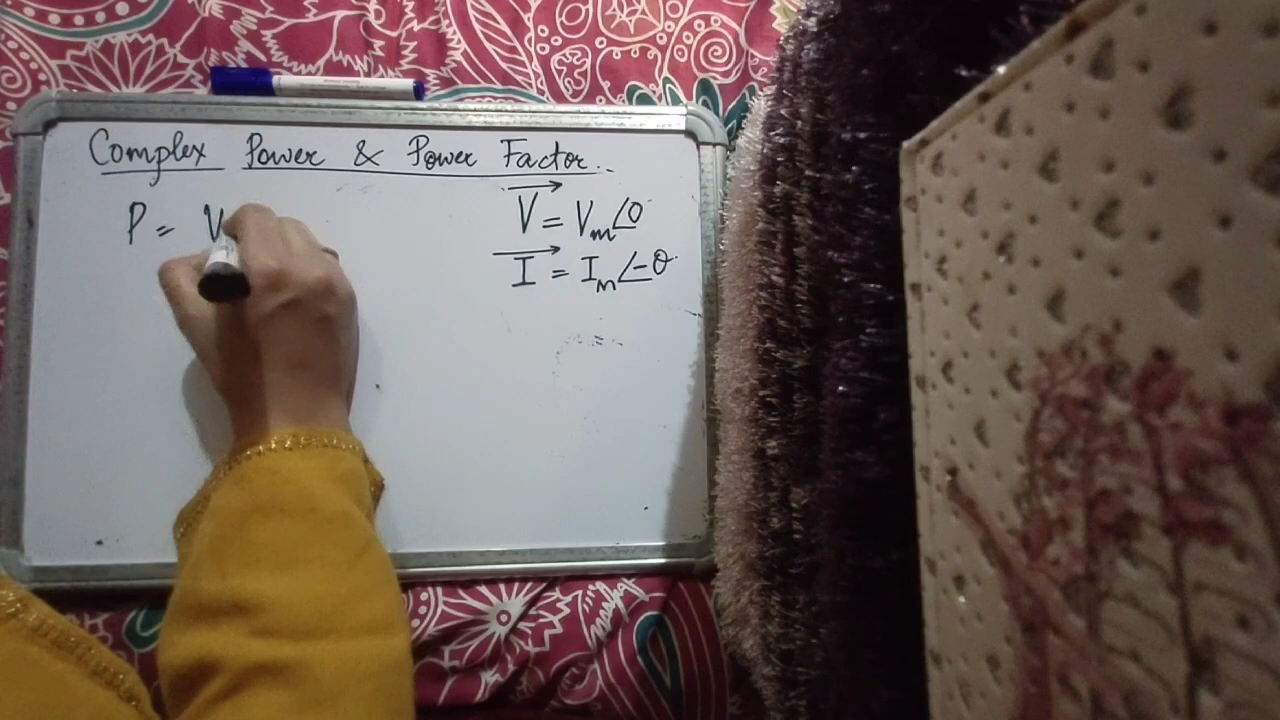 Complex Power & Power Factor.
P = V
V⃗ = Vm∠0
I⃗ = Im∠-θ